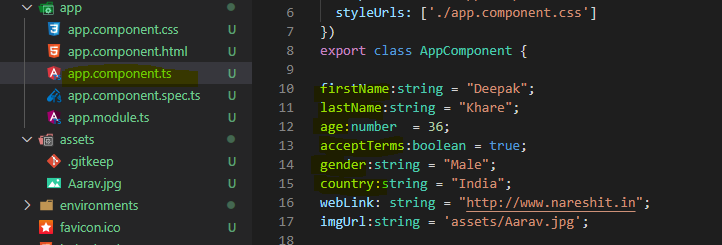 app
app.component.css U
app.component.html U
app.component.ts U
app.component.spec.ts U
app.module.ts U
assets
.gitkeep U
Aarav.jpg U
environments
favicon.ico U
6 styleUrls: ['./app.component.css']
7 })
8 export class AppComponent {
9
10 firstName:string = "Deepak";
11 lastName:string = "Khare";
12 age:number  = 36;
13 acceptTerms:boolean = true;
14 gender:string = "Male";
15 country:string = "India";
16 webLink: string = "http://www.nareshit.in";
17 imgUrl:string = 'assets/Aarav.jpg';
18